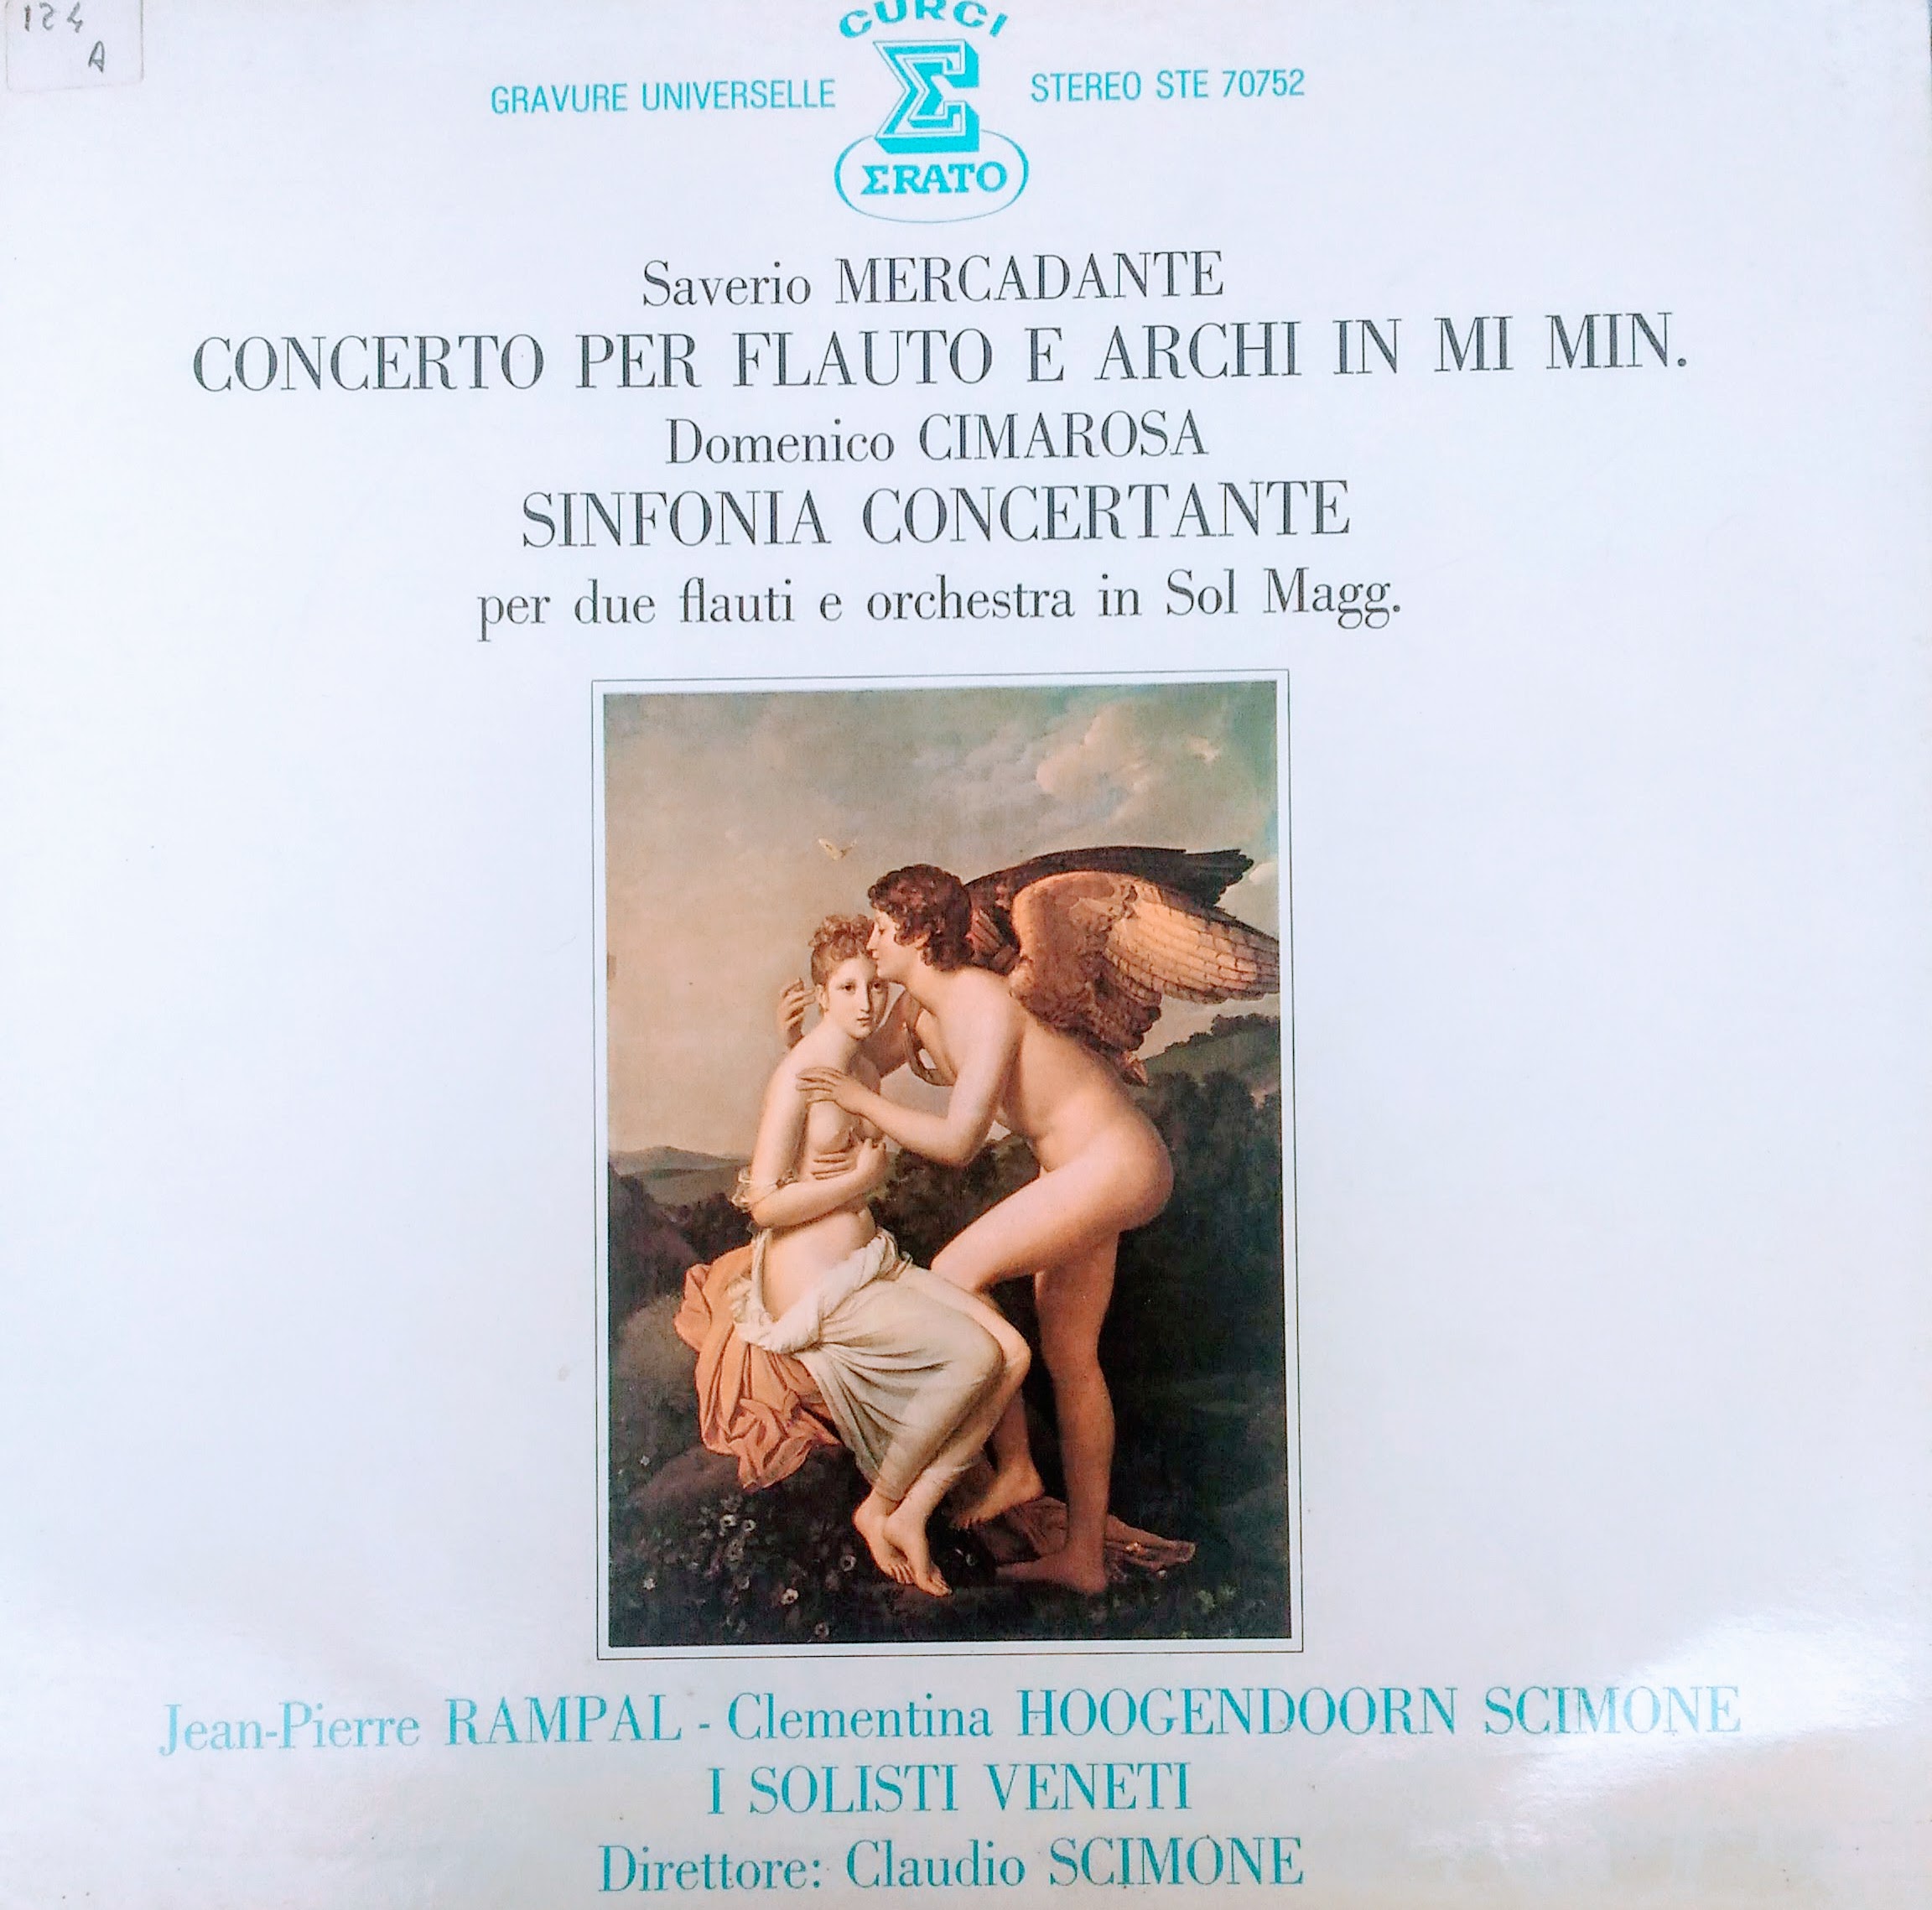 124
A
CURCI
GRAVURE UNIVERSELLE
STEREO STE 70752
ΣRATO
Saverio MERCADANTE
CONCERTO PER FLAUTO E ARCHI IN MI MIN.
Domenico CIMAROSA
SINFONIA CONCERTANTE
per due flauti e orchestra in Sol Magg.
Jean-Pierre RAMPAL - Clementina HOOGENDOORN SCIMONE
I SOLISTI VENETI
Direttore: Claudio SCIMONE